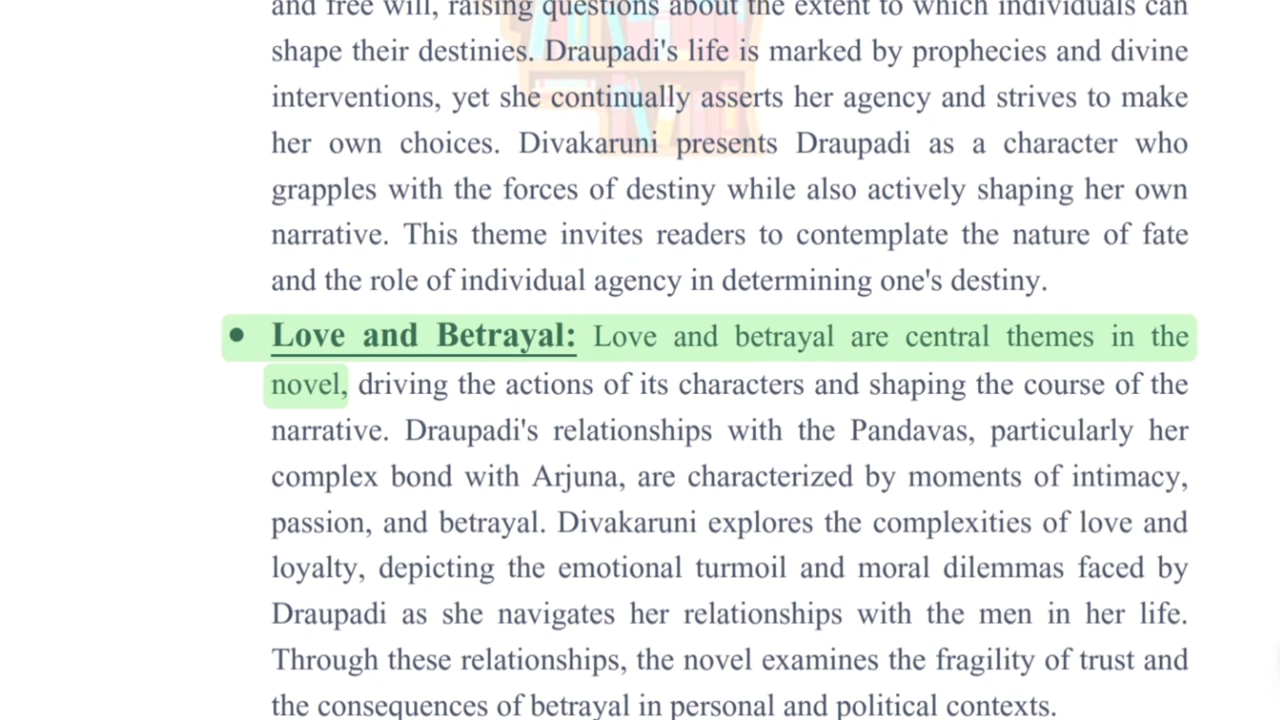 and free will, raising questions about the extent to which individuals can
shape their destinies. Draupadi's life is marked by prophecies and divine
interventions, yet she continually asserts her agency and strives to make
her own choices. Divakaruni presents Draupadi as a character who
grapples with the forces of destiny while also actively shaping her own
narrative. This theme invites readers to contemplate the nature of fate
and the role of individual agency in determining one's destiny.
• Love and Betrayal: Love and betrayal are central themes in the
novel, driving the actions of its characters and shaping the course of the
narrative. Draupadi's relationships with the Pandavas, particularly her
complex bond with Arjuna, are characterized by moments of intimacy,
passion, and betrayal. Divakaruni explores the complexities of love and
loyalty, depicting the emotional turmoil and moral dilemmas faced by
Draupadi as she navigates her relationships with the men in her life.
Through these relationships, the novel examines the fragility of trust and
the consequences of betrayal in personal and political contexts.